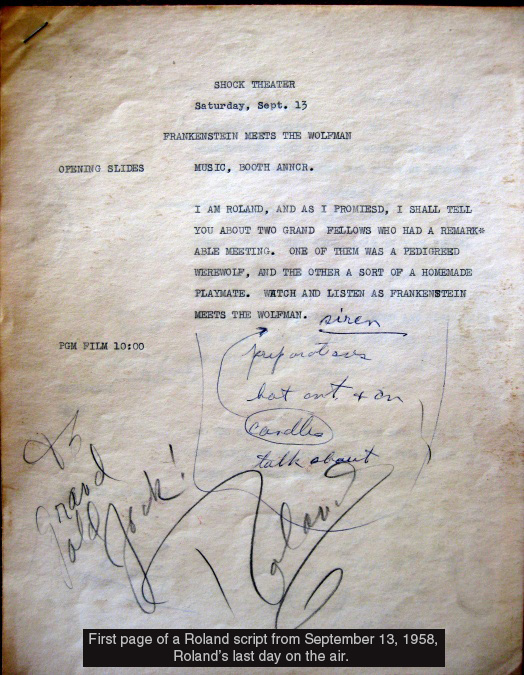 SHOCK THEATER
Saturday, Sept. 13
FRANKENSTEIN MEETS THE WOLFMAN
OPENING SLIDES MUSIC, BOOTH ANNCR.
I AM ROLAND, AND AS I PROMIESD, I SHALL TELL
YOU ABOUT TWO GRAND FELLOWS WHO HAD A REMARK*
ABLE MEETING. ONE OF THEM WAS A PEDIGREED
WEREWOLF, AND THE OTHER A SORT OF A HOMEMADE
PLAYMATE. WATCH AND LISTEN AS FRANKENSTEIN
MEETS THE WOLFMAN. siren
PGM FILM 10:00
preparations
candles
talk about
To
Grand
old Jock!
Roland
First page of a Roland script from September 13, 1958,
Roland's last day on the air.